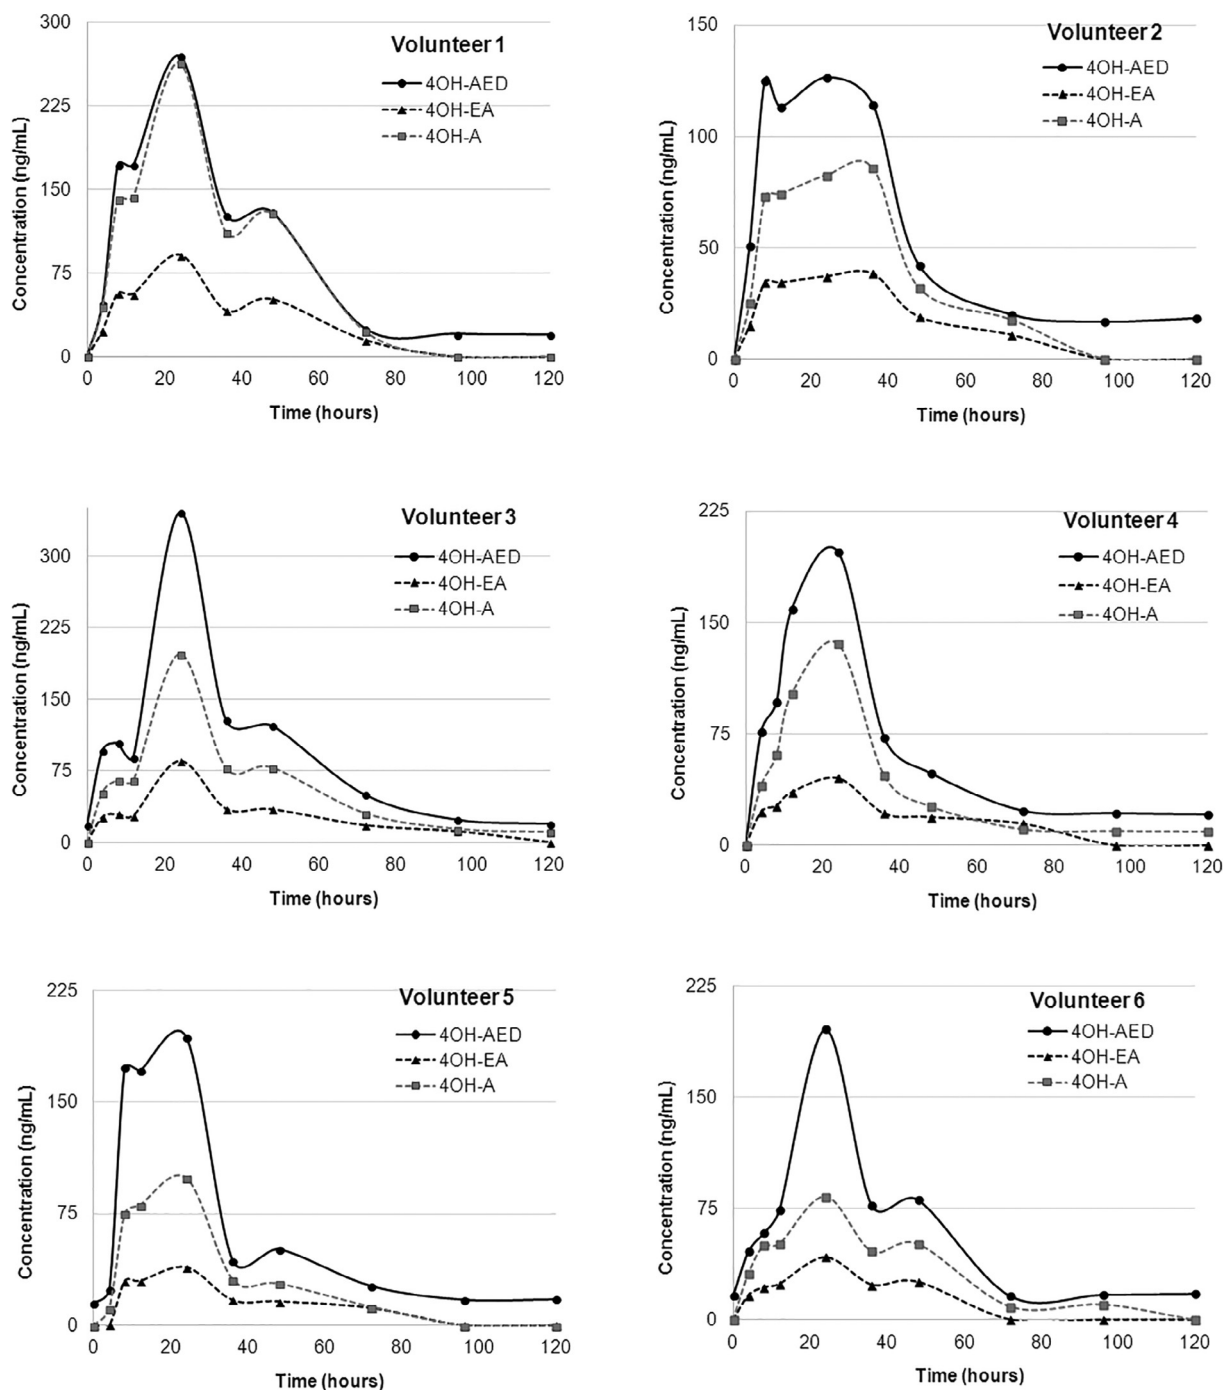 Volunteer 1
4OH-AED
4OH-EA
4OH-A
Concentration (ng/mL)
300
225
150
75
0
0 20 40 60 80 100 120
Time (hours)
Volunteer 2
4OH-AED
4OH-EA
4OH-A
Concentration (ng/mL)
150
100
50
0
0 20 40 60 80 100 120
Time (hours)
Volunteer 3
4OH-AED
4OH-EA
4OH-A
Concentration (ng/mL)
300
225
150
75
0
0 20 40 60 80 100 120
Time (hours)
Volunteer 4
4OH-AED
4OH-EA
4OH-A
Concentration (ng/mL)
225
150
75
0
0 20 40 60 80 100 120
Time (hours)
Volunteer 5
4OH-AED
4OH-EA
4OH-A
Concentration (ng/mL)
225
150
75
0
0 20 40 60 80 100 120
Time (hours)
Volunteer 6
4OH-AED
4OH-EA
4OH-A
Concentration (ng/mL)
225
150
75
0
0 20 40 60 80 100 120
Time (hours)